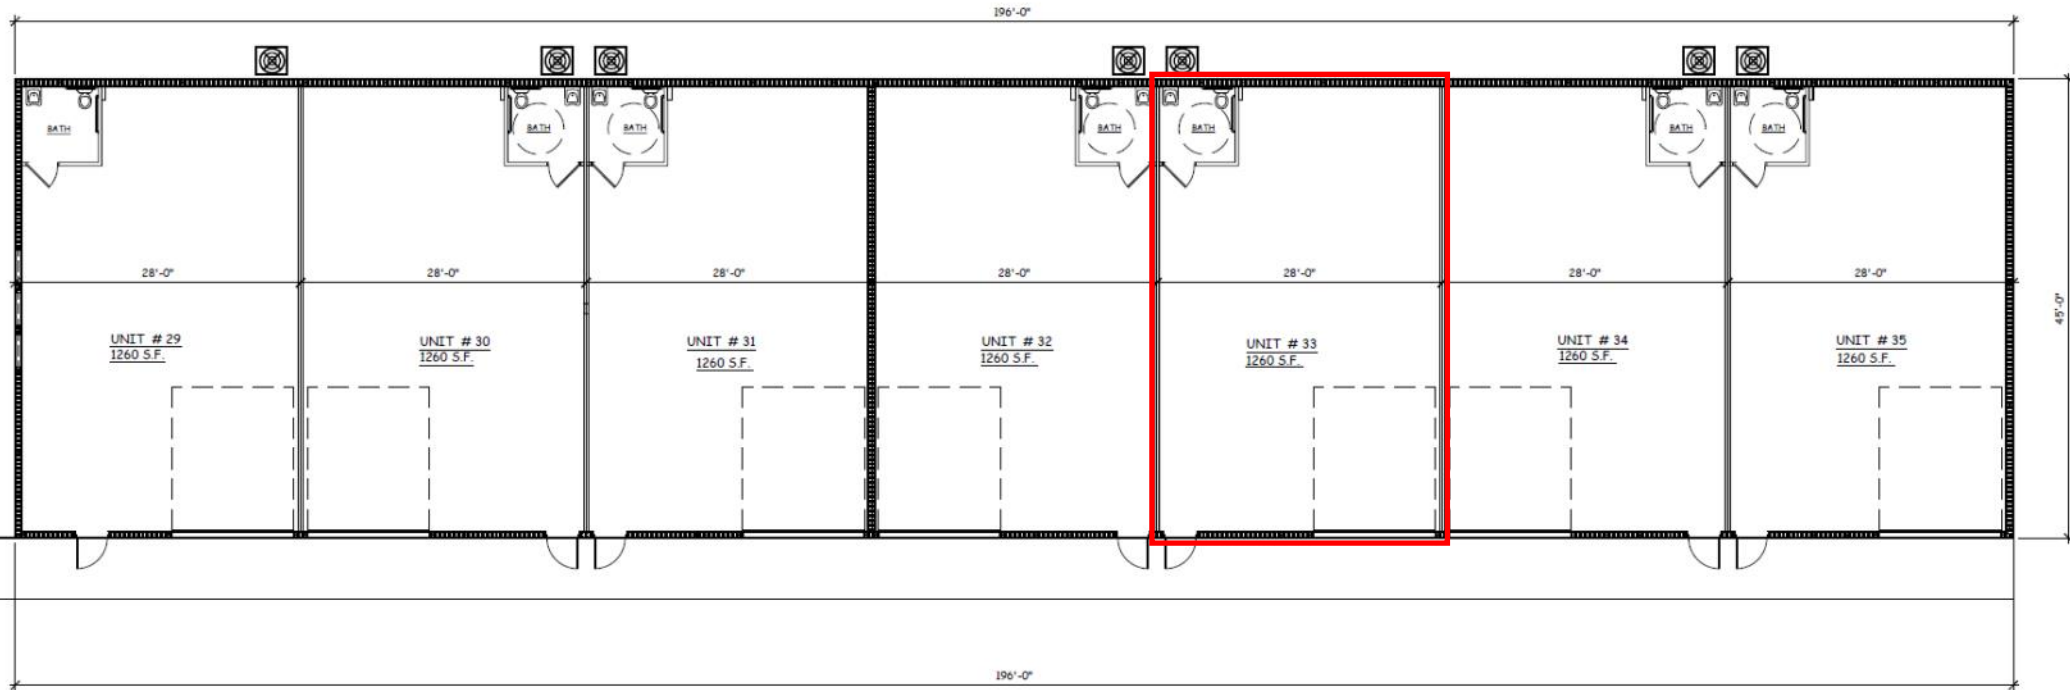 196'-0"
BATH
BATH
BATH
BATH
BATH
BATH
BATH
28'-0"
28'-0"
28'-0"
28'-0"
28'-0"
28'-0"
28'-0"
45'-0"
UNIT # 29
1260 S.F.
UNIT # 30
1260 S.F.
UNIT # 31
1260 S.F.
UNIT # 32
1260 S.F.
UNIT # 33
1260 S.F.
UNIT # 34
1260 S.F.
UNIT # 35
1260 S.F.
196'-0"